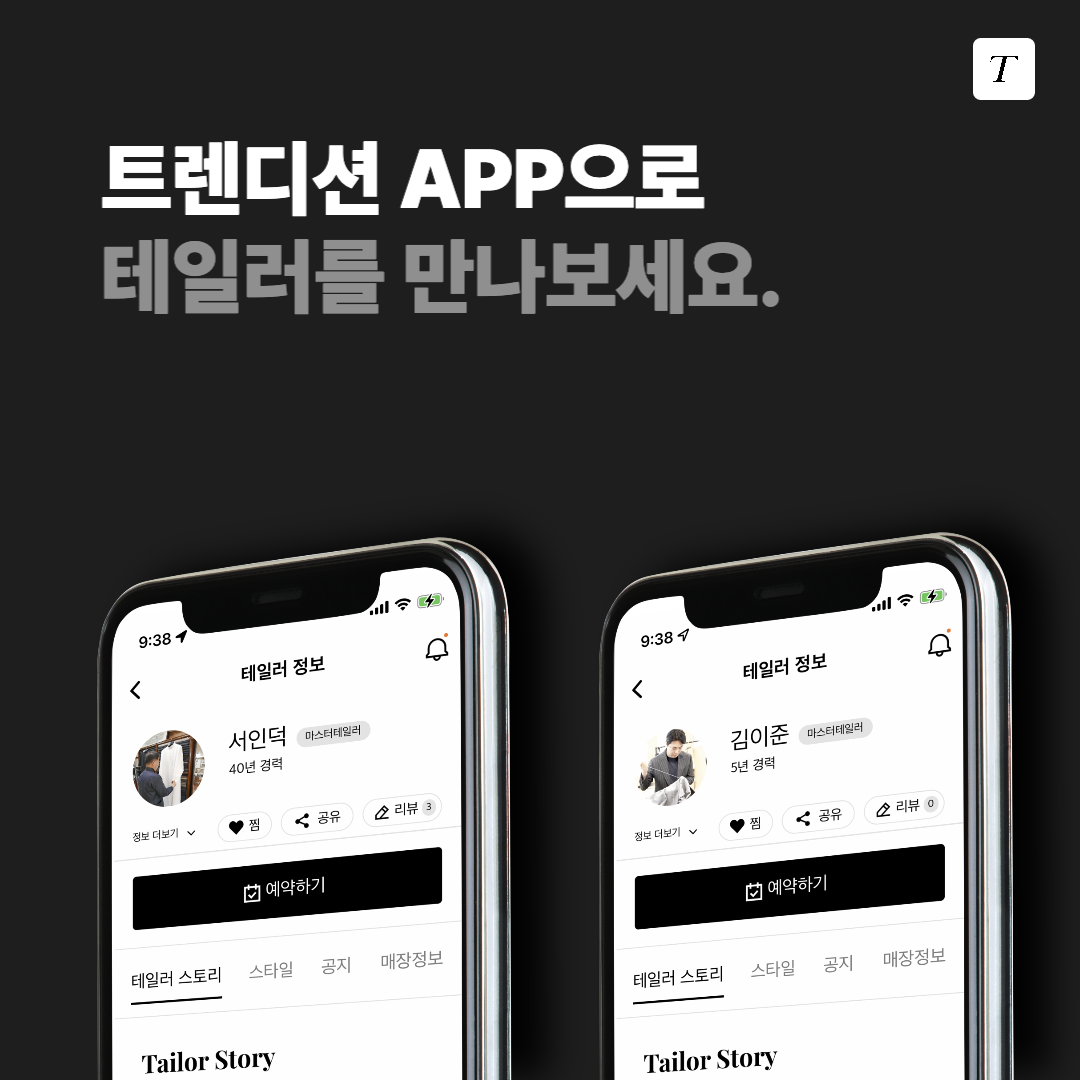 T
트렌디션 APP으로
테일러를 만나보세요.
9:38
테일러 정보
서인덕 마스터테일러
40년 경력
정보 더보기 찜 공유 리뷰 3
예약하기
테일러 스토리 스타일 공지 매장정보
Tailor Story
9:38
테일러 정보
김이준 마스터테일러
5년 경력
정보 더보기 찜 공유 리뷰 0
예약하기
테일러 스토리 스타일 공지 매장정보
Tailor Story